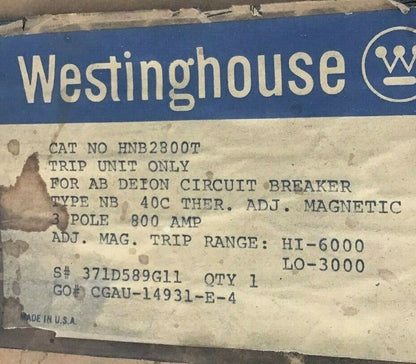 Westinghouse
CAT NO HNB2800T
TRIP UNIT ONLY
FOR AB DEION CIRCUIT BREAKER
TYPE NB 40C THER. ADJ. MAGNETIC
3 POLE 800 AMP
ADJ. MAG. TRIP RANGE: HI-6000
LO-3000
S# 371D589G11 QTY 1
GO# CGAU-14931-E-4
MADE IN U.S.A.